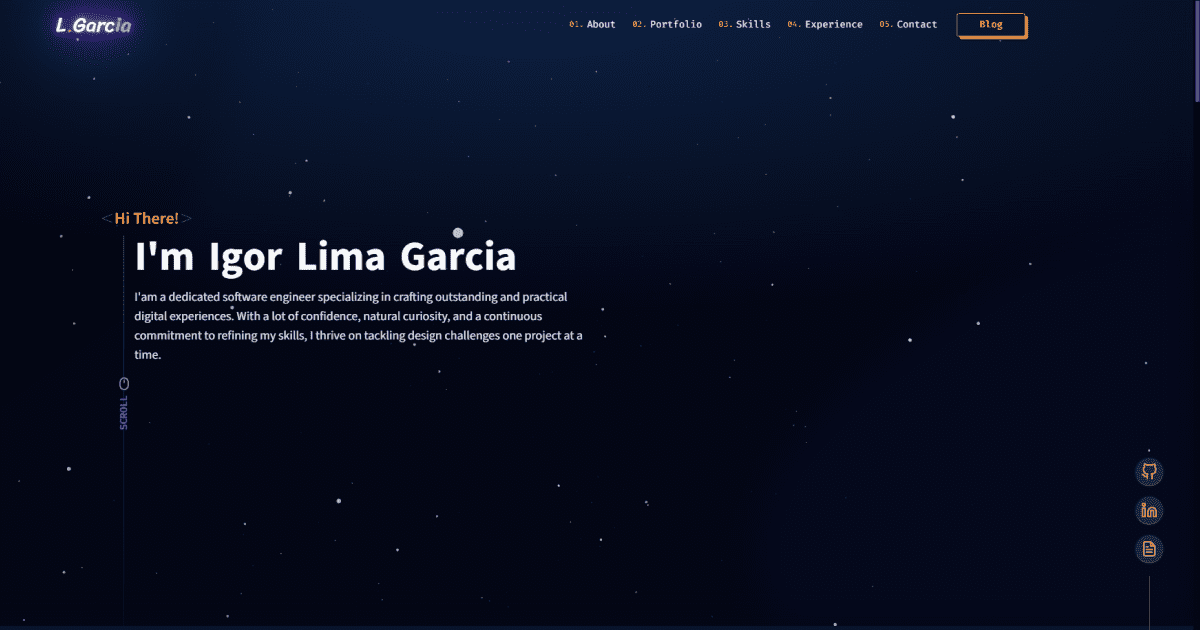 L.Garcia
01. About 02. Portfolio 03. Skills 04. Experience 05. Contact Blog
<Hi There!>
I'm Igor Lima Garcia
I'am a dedicated software engineer specializing in crafting outstanding and practical
digital experiences. With a lot of confidence, natural curiosity, and a continuous
commitment to refining my skills, I thrive on tackling design challenges one project at a
time.
SCROLL
in